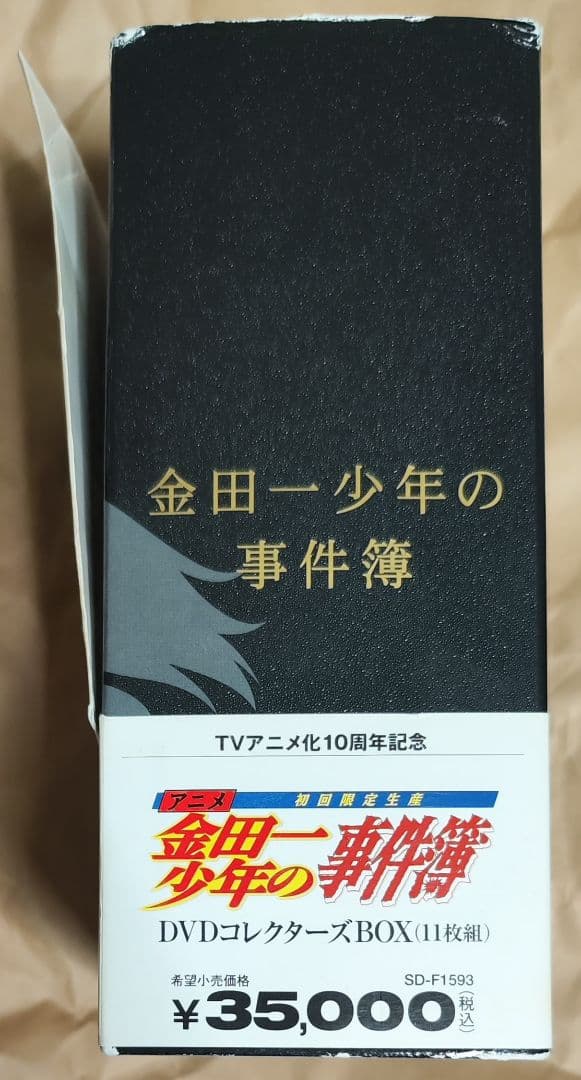 金田一少年の
事件簿
TVアニメ化10周年記念
アニメ 初回限定生産
金田一
少年の事件簿
DVDコレクターズBOX(11枚組)
希望小売価格 SD-F1593
¥35,000(税込)